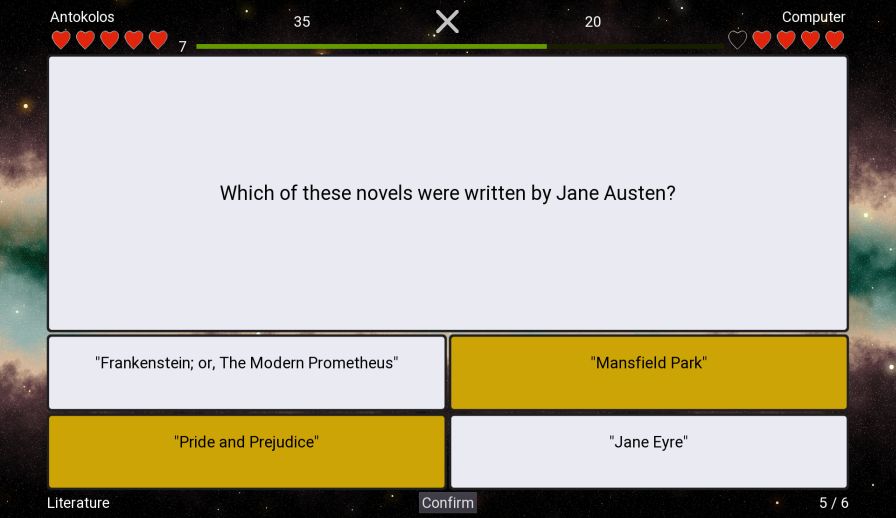 Antokolos
35
20
Computer
7
Which of these novels were written by Jane Austen?
"Frankenstein; or, The Modern Prometheus"
"Mansfield Park"
"Pride and Prejudice"
"Jane Eyre"
Literature
Confirm
5 / 6